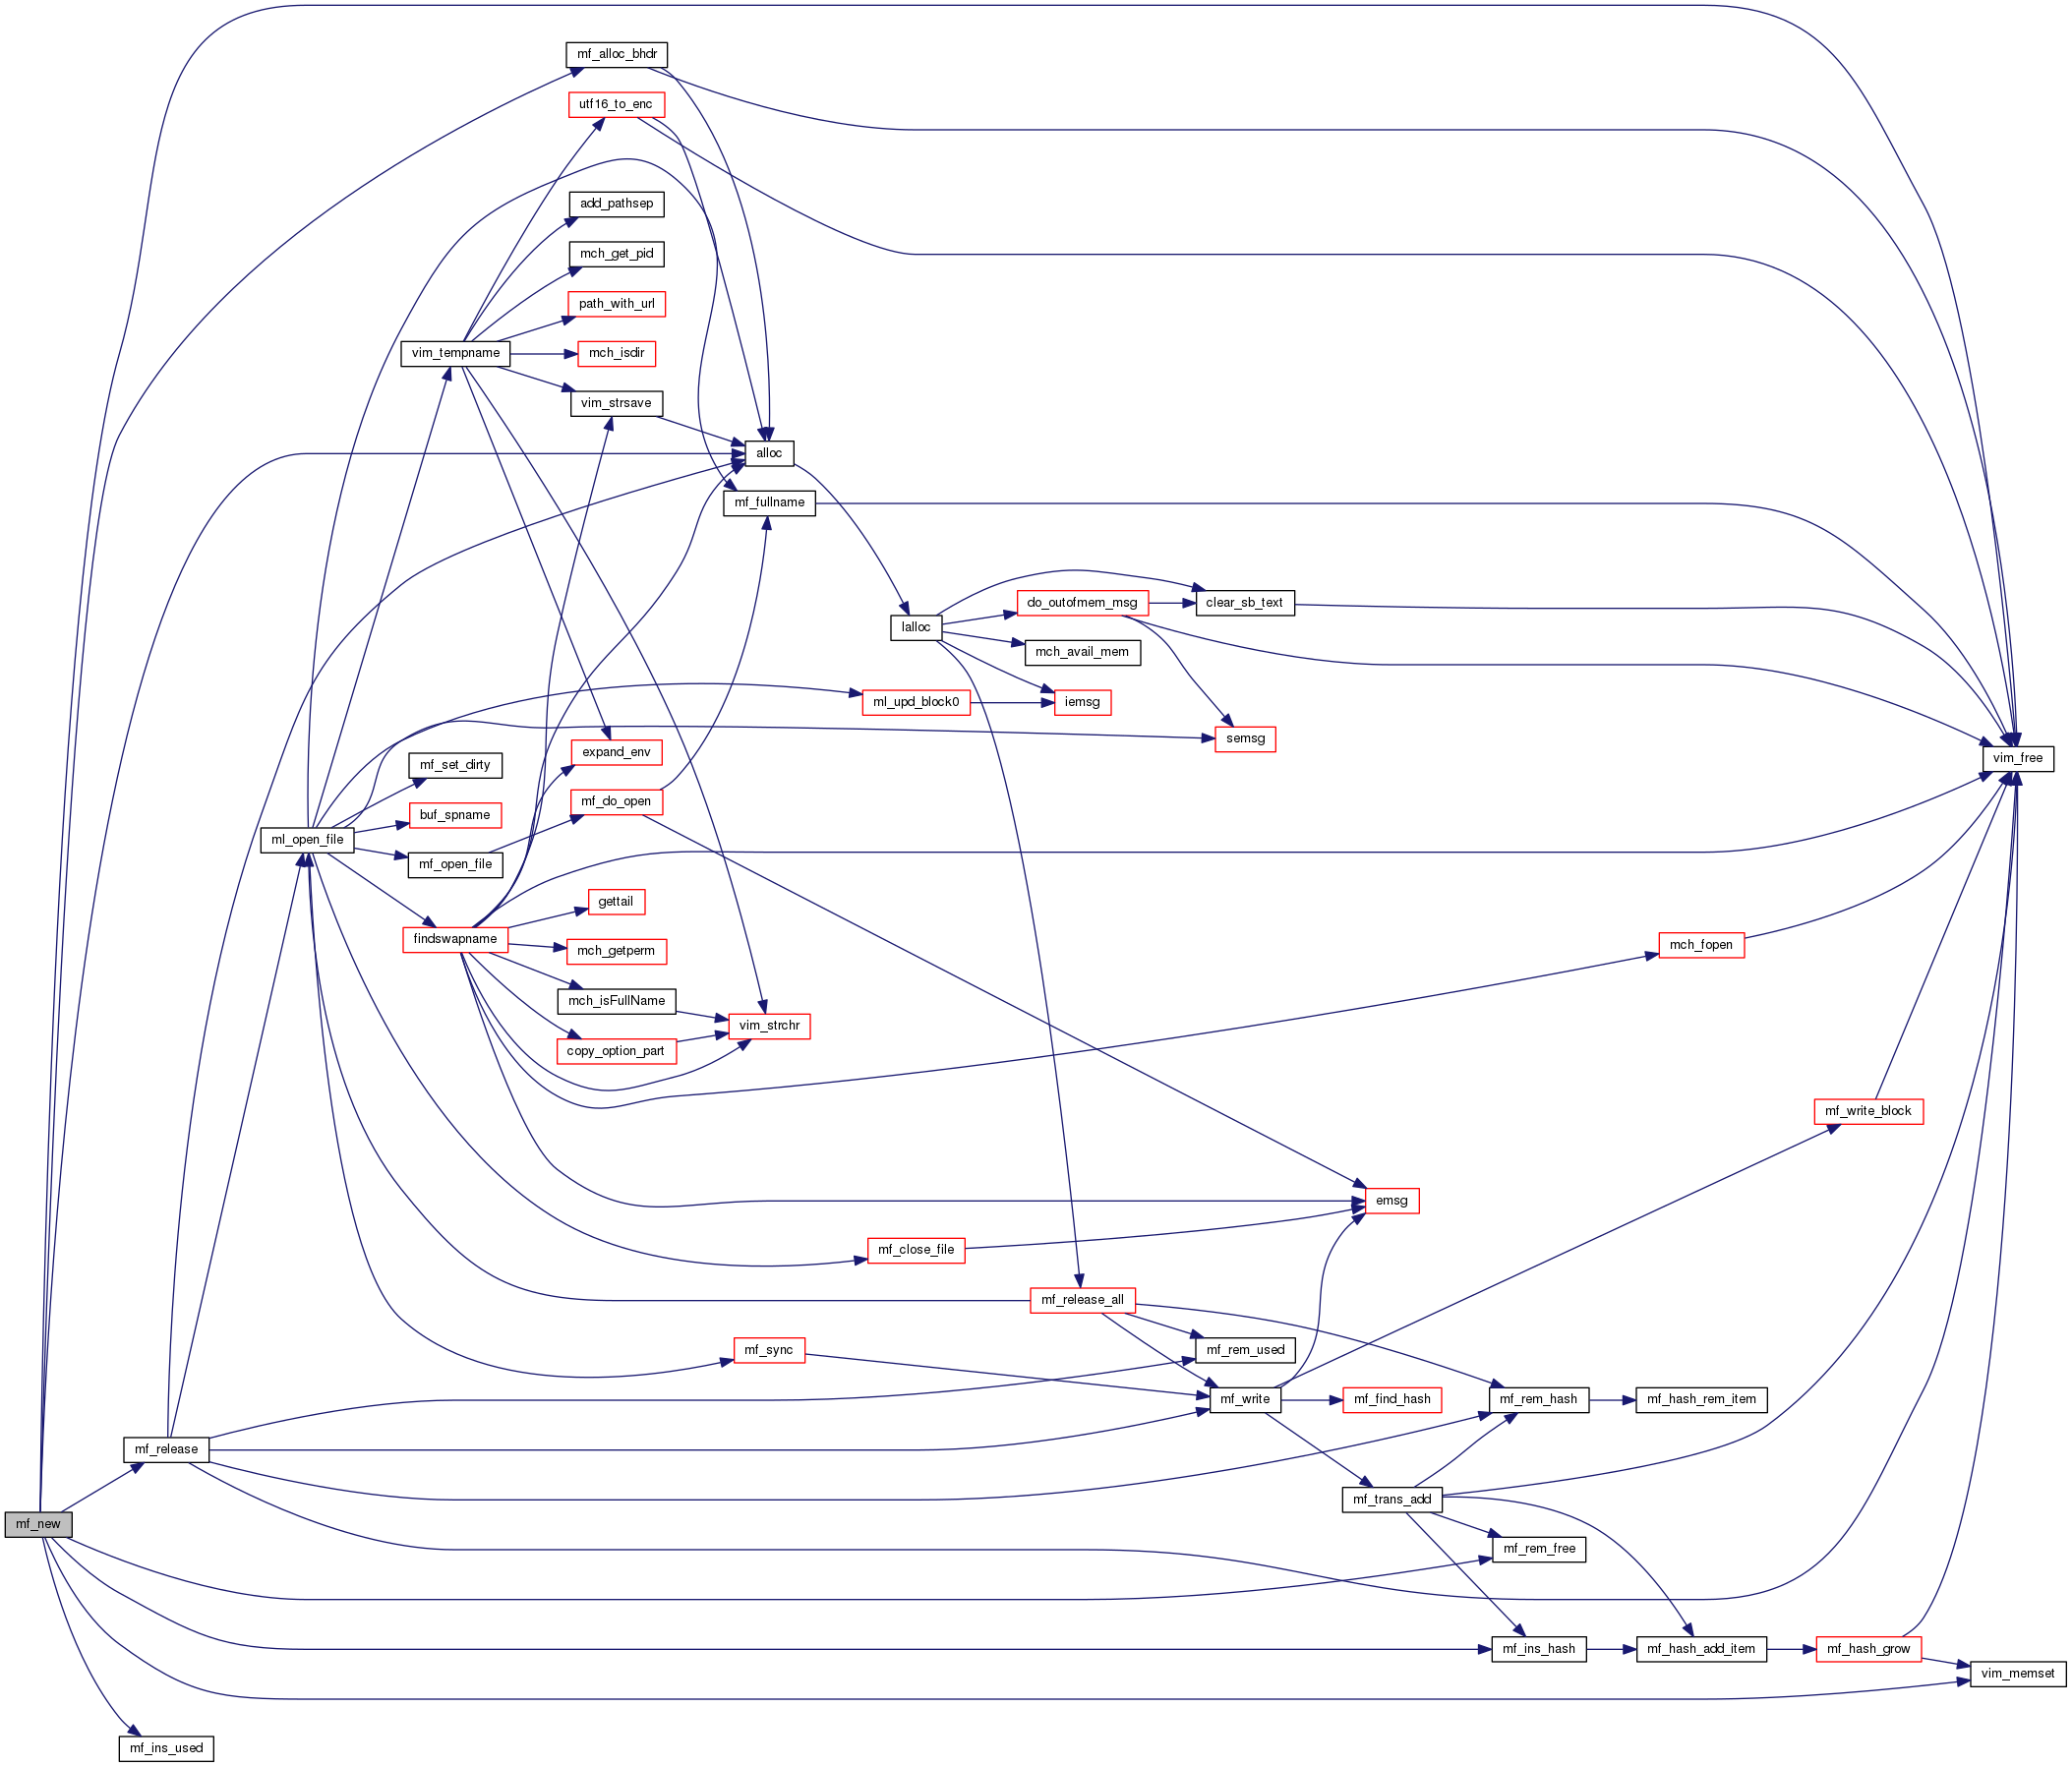 mf_alloc_bhdr
utf16_to_enc
add_pathsep
mch_get_pid
path_with_url
vim_tempname
mch_isdir
vim_strsave
alloc
mf_fullname
do_outofmem_msg
clear_sb_text
lalloc
mch_avail_mem
ml_upd_block0
iemsg
semsg
expand_env
vim_free
mf_set_dirty
mf_do_open
buf_spname
ml_open_file
mf_open_file
gettail
findswapname
mch_fopen
mch_getperm
mch_isFullName
vim_strchr
copy_option_part
mf_write_block
emsg
mf_close_file
mf_release_all
mf_sync
mf_rem_used
mf_write
mf_find_hash
mf_rem_hash
mf_hash_rem_item
mf_release
mf_trans_add
mf_new
mf_rem_free
mf_ins_hash
mf_hash_add_item
mf_hash_grow
vim_memset
mf_ins_used